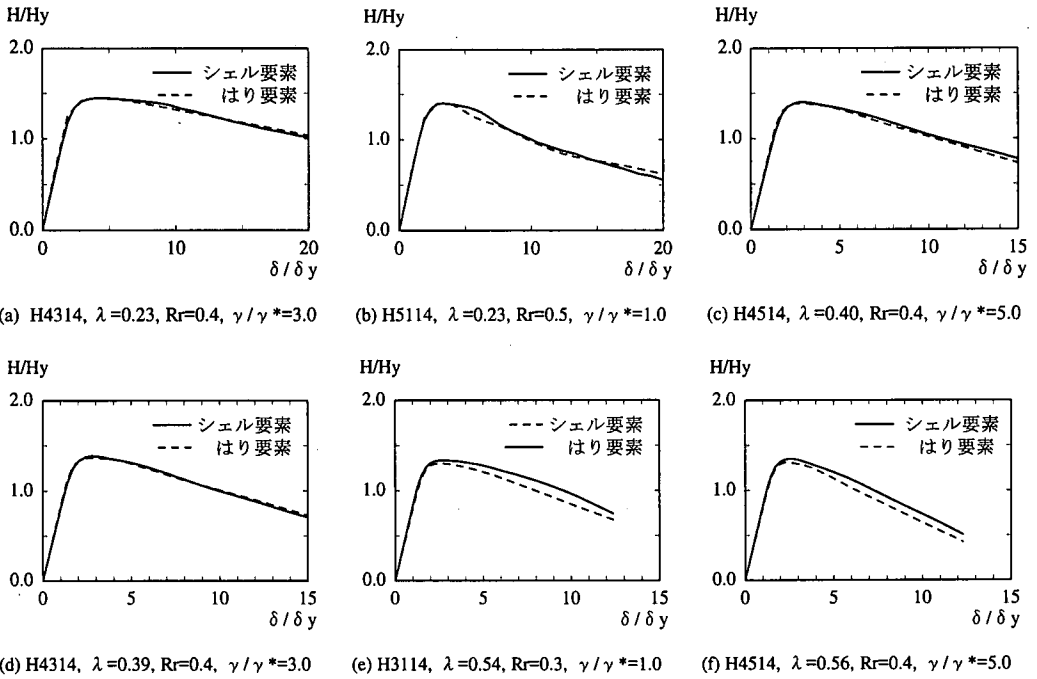 H/Hy
2.0
シェル要素
はり要素
1.0
0.0
0
10
20
δ / δ y
(a) H4314, λ=0.23, Rr=0.4, γ / γ *=3.0
H/Hy
2.0
シェル要素
はり要素
1.0
0.0
0
10
20
δ / δ y
(b) H5114, λ=0.23, Rr=0.5, γ / γ *=1.0
H/Hy
2.0
シェル要素
はり要素
1.0
0.0
0
5
10
15
δ / δ y
(c) H4514, λ=0.40, Rr=0.4, γ / γ *=5.0
H/Hy
2.0
シェル要素
はり要素
1.0
0.0
0
5
10
15
δ / δ y
(d) H4314, λ=0.39, Rr=0.4, γ / γ *=3.0
H/Hy
2.0
シェル要素
はり要素
1.0
0.0
0
5
10
15
δ / δ y
(e) H3114, λ=0.54, Rr=0.3, γ / γ *=1.0
H/Hy
2.0
シェル要素
はり要素
1.0
0.0
0
5
10
15
δ / δ y
(f) H4514, λ=0.56, Rr=0.4, γ / γ *=5.0